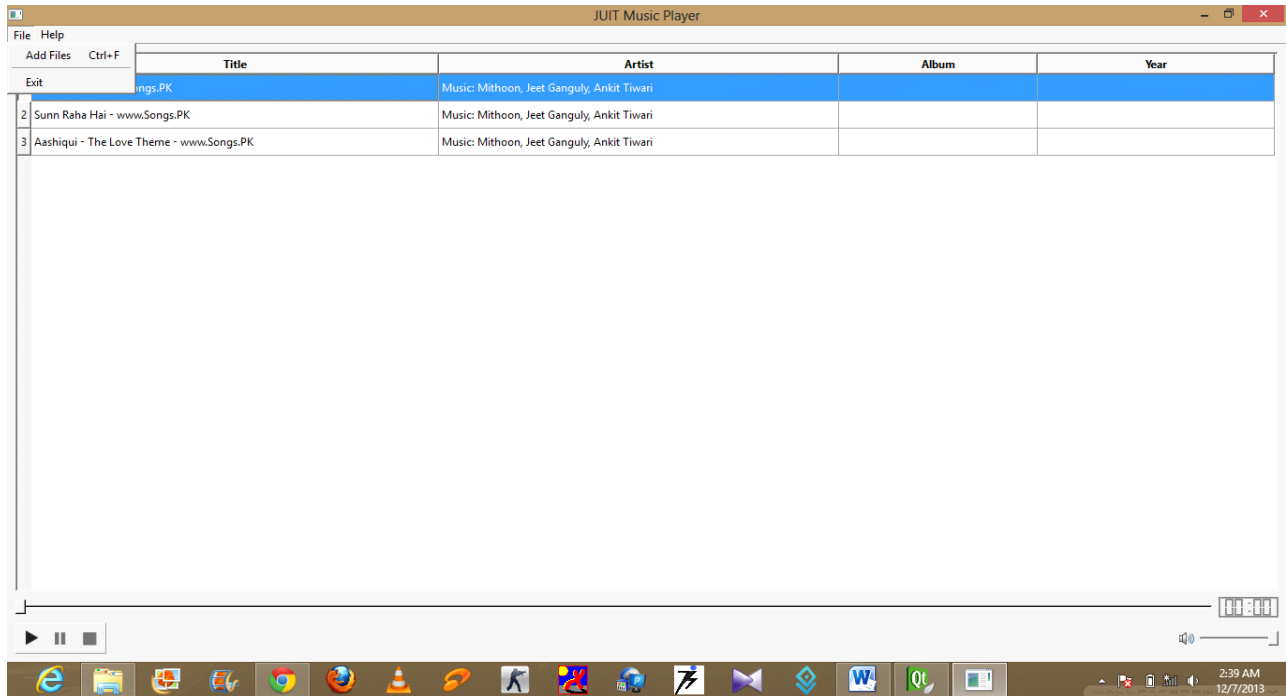 JUIT Music Player
File Help
Add Files Ctrl+F
Exit
Title Artist Album Year
ngs.PK Music: Mithoon, Jeet Ganguly, Ankit Tiwari
2 Sunn Raha Hai - www.Songs.PK Music: Mithoon, Jeet Ganguly, Ankit Tiwari
3 Aashiqui - The Love Theme - www.Songs.PK Music: Mithoon, Jeet Ganguly, Ankit Tiwari
00:00
2:39 AM
12/7/2013